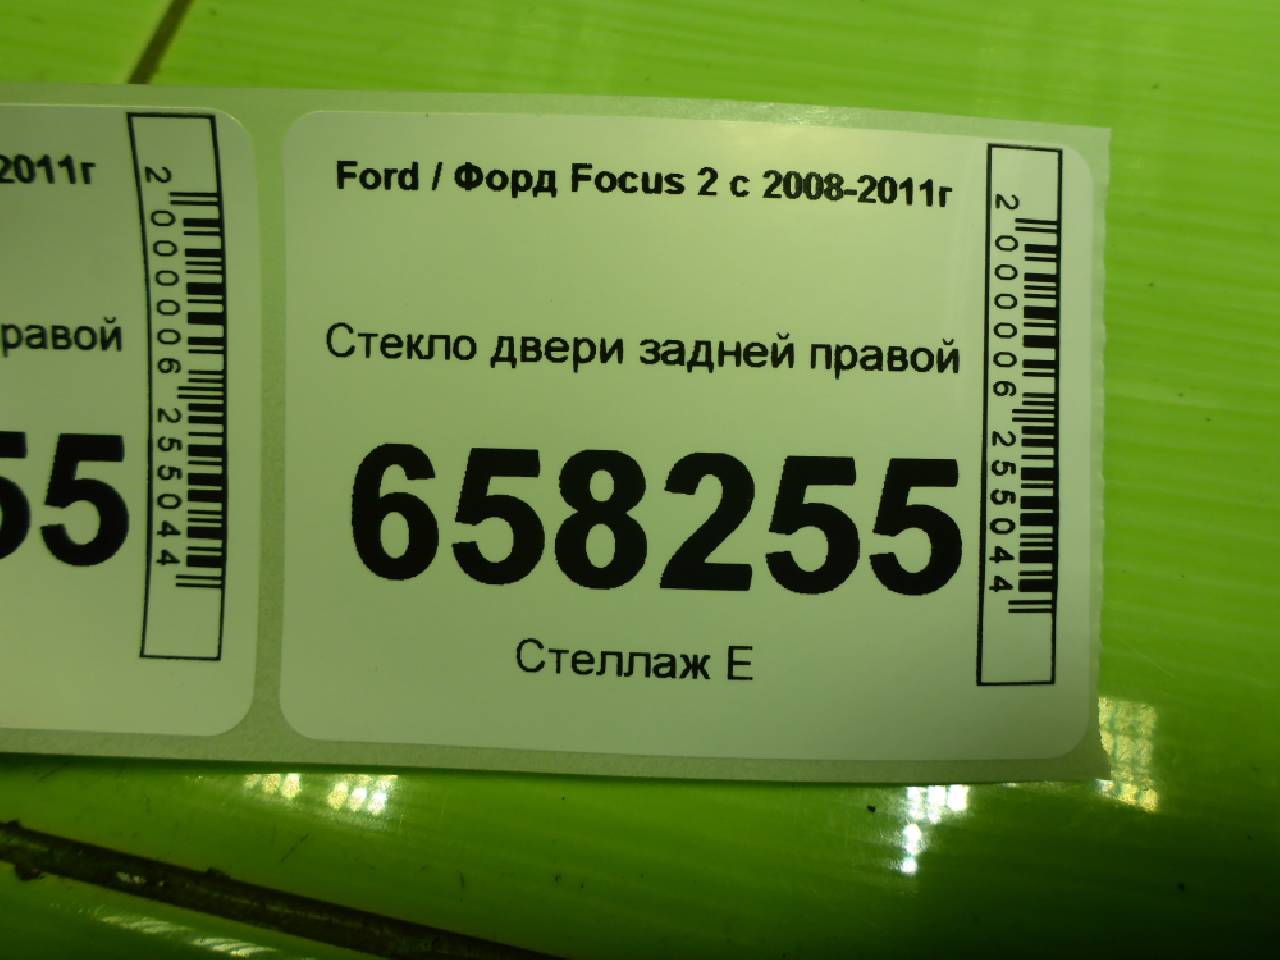 2011г
равой
55
2000006255044
Ford / Форд Focus 2 с 2008-2011г
Стекло двери задней правой
658255
Стеллаж Е
2000006255044